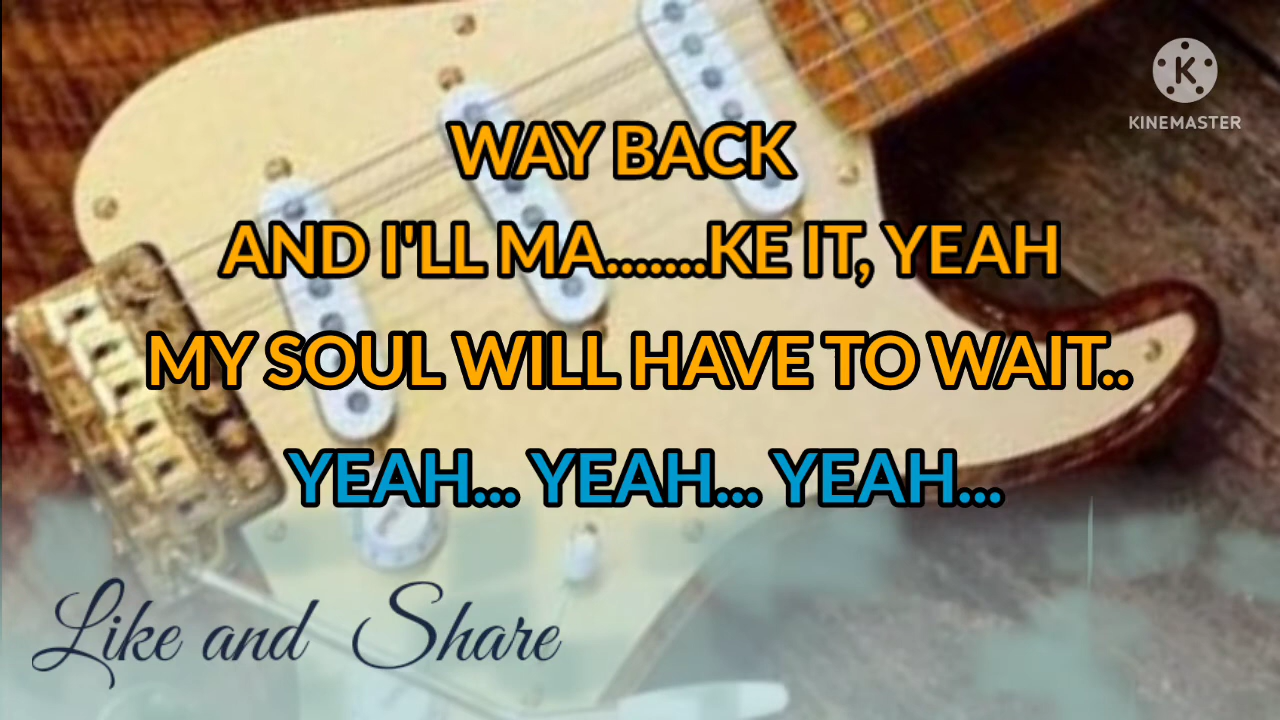 WAY BACK
AND I'LL MA.......KE IT, YEAH
MY SOUL WILL HAVE TO WAIT..
YEAH... YEAH... YEAH...
Like and Share
K
KINEMASTER